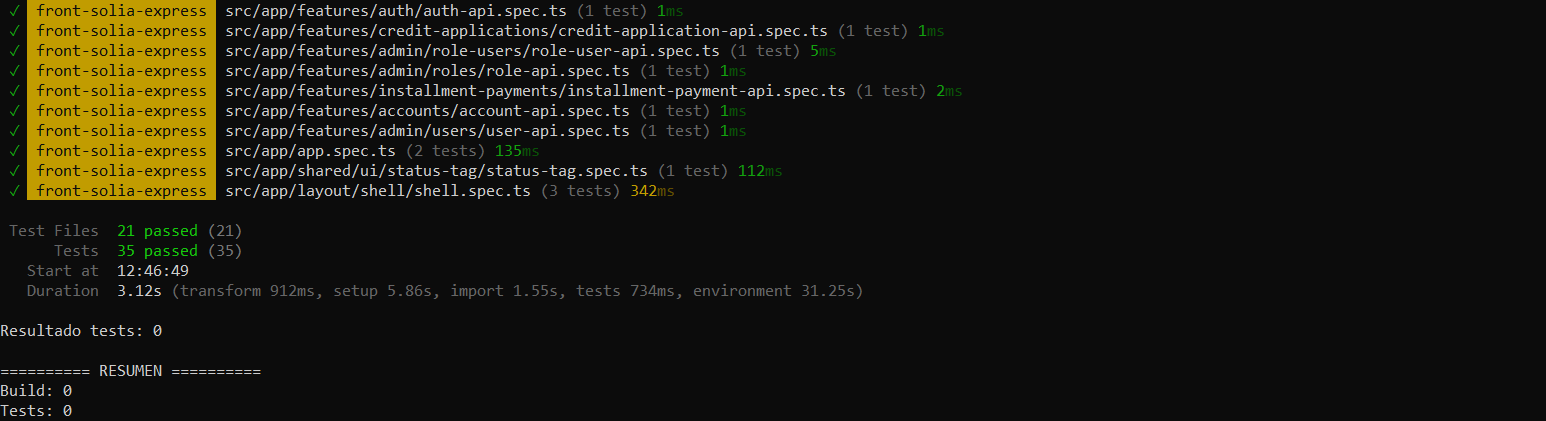 ✓ front-solia-express src/app/features/auth/auth-api.spec.ts (1 test) 1ms
✓ front-solia-express src/app/features/credit-applications/credit-application-api.spec.ts (1 test) 1ms
✓ front-solia-express src/app/features/admin/role-users/role-user-api.spec.ts (1 test) 5ms
✓ front-solia-express src/app/features/admin/roles/role-api.spec.ts (1 test) 1ms
✓ front-solia-express src/app/features/installment-payments/installment-payment-api.spec.ts (1 test) 2ms
✓ front-solia-express src/app/features/accounts/account-api.spec.ts (1 test) 1ms
✓ front-solia-express src/app/features/admin/users/user-api.spec.ts (1 test) 1ms
✓ front-solia-express src/app/app.spec.ts (2 tests) 135ms
✓ front-solia-express src/app/shared/ui/status-tag/status-tag.spec.ts (1 test) 112ms
✓ front-solia-express src/app/layout/shell/shell.spec.ts (3 tests) 342ms
Test Files 21 passed (21)
Tests 35 passed (35)
Start at 12:46:49
Duration 3.12s (transform 912ms, setup 5.86s, import 1.55s, tests 734ms, environment 31.25s)
Resultado tests: 0
========== RESUMEN ==========
Build: 0
Tests: 0